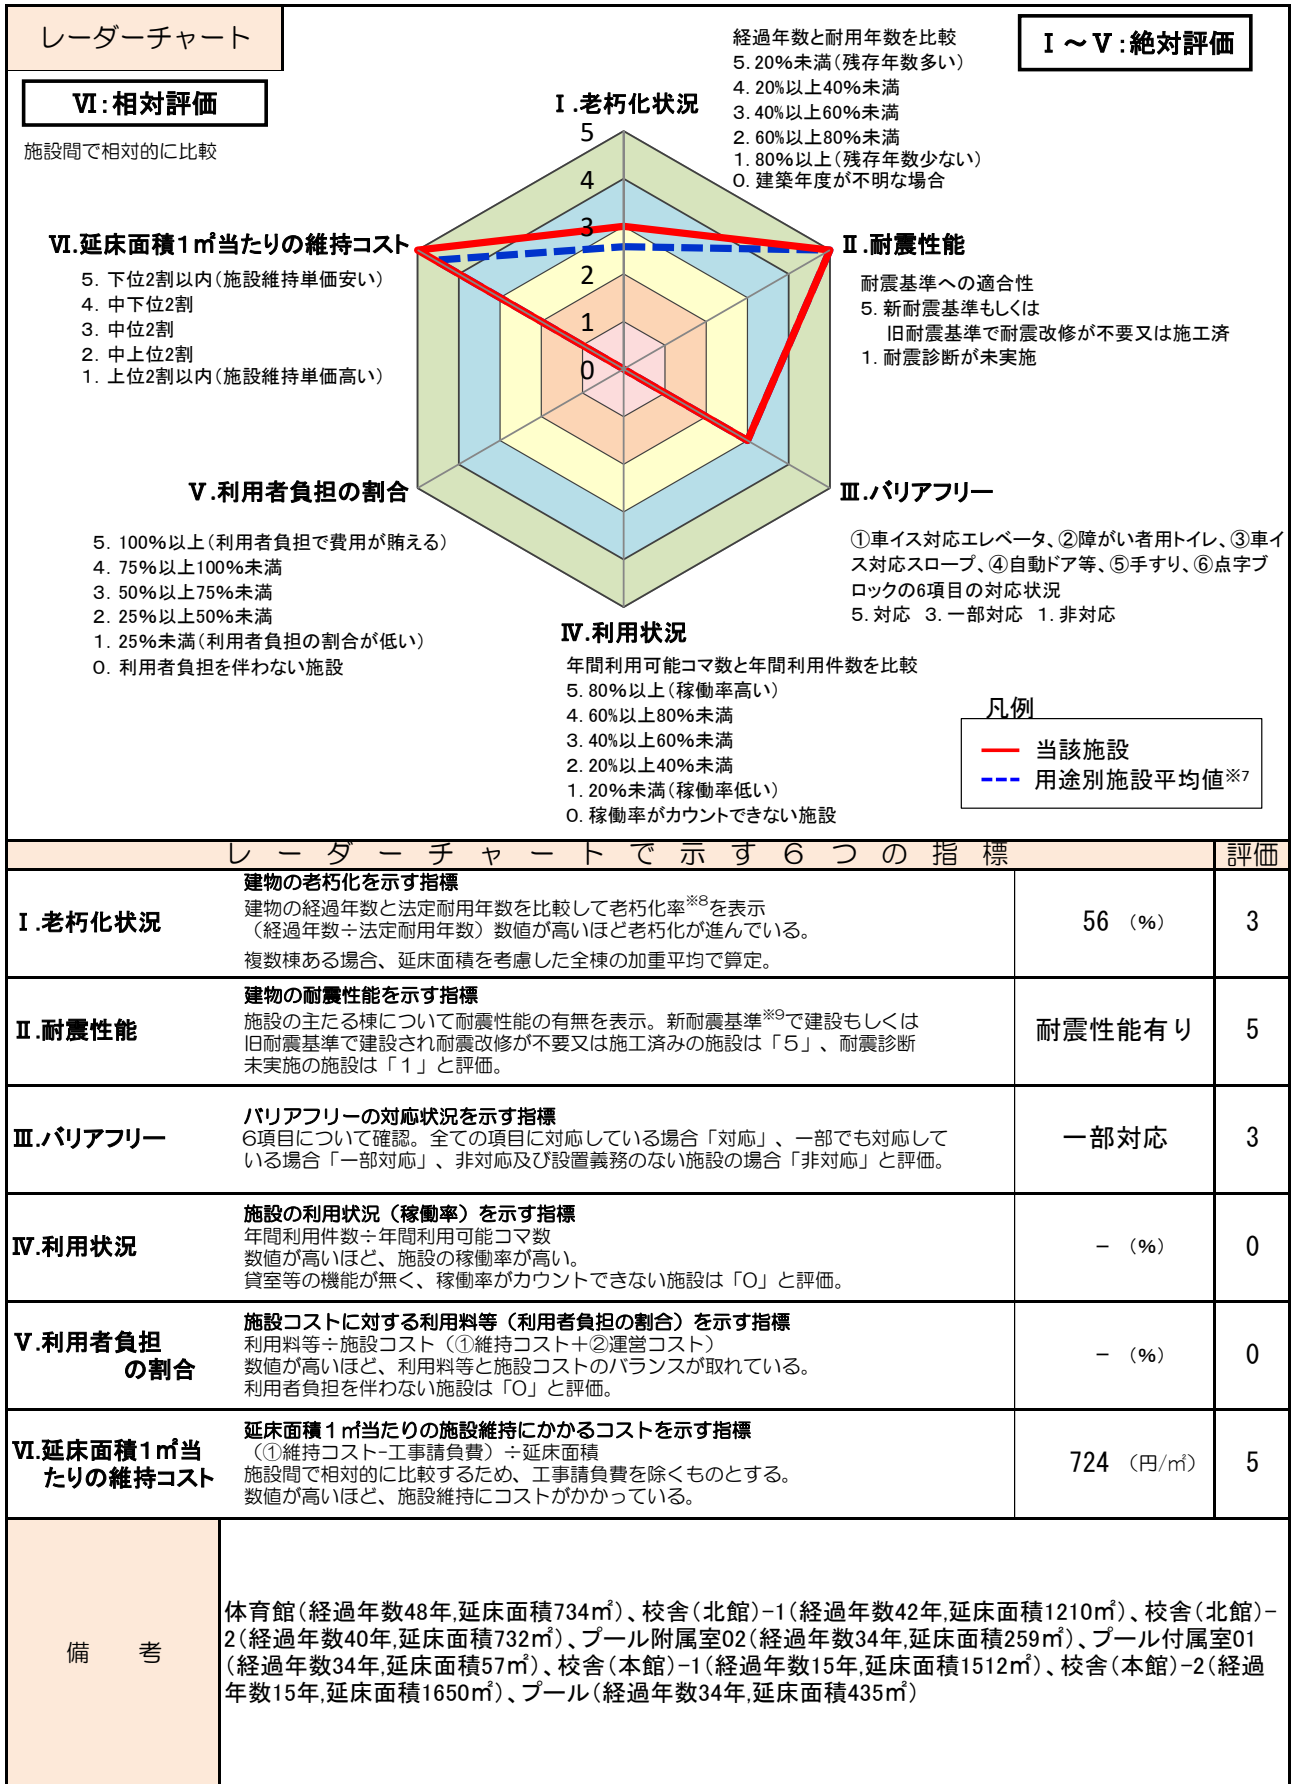 レーダーチャート
Ⅰ～Ⅴ:絶対評価
Ⅵ:相対評価
施設間で相対的に比較
経過年数と耐用年数を比較
5.20%未満(残存年数多い)
4.20%以上40%未満
3.40%以上60%未満
2.60%以上80%未満
1.80%以上(残存年数少ない)
0.建築年度が不明な場合
Ⅰ.老朽化状況
5
4
3
2
1
0
Ⅵ.延床面積1㎡当たりの維持コスト
5. 下位2割以内(施設維持単価安い)
4. 中下位2割
3. 中位2割
2. 中上位2割
1. 上位2割以内(施設維持単価高い)
Ⅱ.耐震性能
耐震基準への適合性
5. 新耐震基準もしくは
旧耐震基準で耐震改修が不要又は施工済
1. 耐震診断が未実施
Ⅴ.利用者負担の割合
5. 100%以上(利用者負担で費用が賄える)
4. 75%以上100%未満
3. 50%以上75%未満
2. 25%以上50%未満
1. 25%未満(利用者負担の割合が低い)
0. 利用者負担を伴わない施設
Ⅲ.バリアフリー
①車イス対応エレベータ、②障がい者用トイレ、③車イ
ス対応スロープ、④自動ドア等、⑤手すり、⑥点字ブ
ロックの6項目の対応状況
5.対応 3.一部対応 1.非対応
Ⅳ.利用状況
年間利用可能コマ数と年間利用件数を比較
5.80%以上(稼働率高い)
4.60%以上80%未満
3.40%以上60%未満
2.20%以上40%未満
1.20%未満(稼働率低い)
0.稼働率がカウントできない施設
凡例
当該施設
用途別施設平均値※7
レーダーチャートで示す6つの指標 評価
Ⅰ.老朽化状況
建物の老朽化を示す指標
建物の経過年数と法定耐用年数を比較して老朽化率※8を表示
（経過年数÷法定耐用年数）数値が高いほど老朽化が進んでいる。
複数棟ある場合、延床面積を考慮した全棟の加重平均で算定。
56 (%) 3
Ⅱ.耐震性能
建物の耐震性能を示す指標
施設の主たる棟について耐震性能の有無を表示。新耐震基準※9で建設もしくは
旧耐震基準で建設され耐震改修が不要又は施工済みの施設は「5」、耐震診断
未実施の施設は「1」と評価。
耐震性能有り 5
Ⅲ.バリアフリー
バリアフリーの対応状況を示す指標
6項目について確認。全ての項目に対応している場合「対応」、一部でも対応して
いる場合「一部対応」、非対応及び設置義務のない施設の場合「非対応」と評価。
一部対応 3
Ⅳ.利用状況
施設の利用状況（稼働率）を示す指標
年間利用件数÷年間利用可能コマ数
数値が高いほど、施設の稼働率が高い。
貸室等の機能が無く、稼働率がカウントできない施設は「0」と評価。
- (%) 0
Ⅴ.利用者負担
の割合
施設コストに対する利用料等（利用者負担の割合）を示す指標
利用料等÷施設コスト（①維持コスト+②運営コスト）
数値が高いほど、利用料等と施設コストのバランスが取れている。
利用者負担を伴わない施設は「0」と評価。
- (%) 0
Ⅵ.延床面積1㎡当
たりの維持コスト
延床面積1㎡当たりの施設維持にかかるコストを示す指標
（①維持コスト-工事請負費）÷延床面積
施設間で相対的に比較するため、工事請負費を除くものとする。
数値が高いほど、施設維持にコストがかかっている。
724 (円/㎡) 5
備 考
体育館(経過年数48年,延床面積734㎡)、校舎(北館)-1(経過年数42年,延床面積1210㎡)、校舎(北館)-
2(経過年数40年,延床面積732㎡)、プール附属室02(経過年数34年,延床面積259㎡)、プール付属室01
(経過年数34年,延床面積57㎡)、校舎(本館)-1(経過年数15年,延床面積1512㎡)、校舎(本館)-2(経過
年数15年,延床面積1650㎡)、プール(経過年数34年,延床面積435㎡)